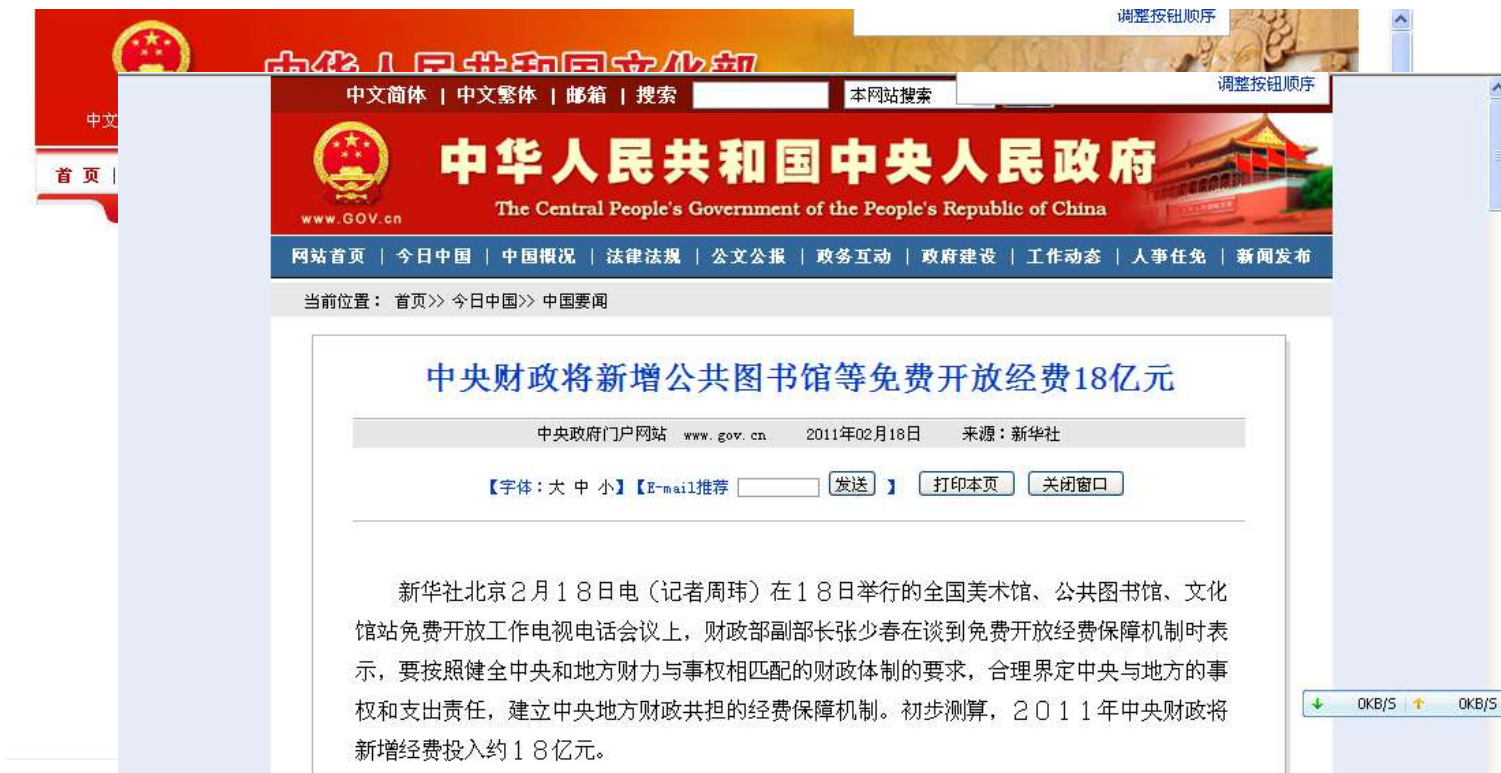 调整按钮顺序
中华人民共和国文化部
中文简体 | 中文繁体 | 邮箱 | 搜索 本网站搜索 调整按钮顺序
中文
中华人民共和国中央人民政府
首 页 |
The Central People's Government of the People's Republic of China
www.GOV.cn
网站首页 | 今日中国 | 中国概况 | 法律法规 | 公文公报 | 政务互动 | 政府建设 | 工作动态 | 人事任免 | 新闻发布
当前位置： 首页>> 今日中国>> 中国要闻
中央财政将新增公共图书馆等免费开放经费18亿元
中央政府门户网站 www.gov.cn 2011年02月18日 来源：新华社
【字体：大 中 小】【E-mail推荐 发送 】 打印本页 关闭窗口
新华社北京２月１８日电（记者周玮）在１８日举行的全国美术馆、公共图书馆、文化
馆站免费开放工作电视电话会议上，财政部副部长张少春在谈到免费开放经费保障机制时表
示，要按照健全中央和地方财力与事权相匹配的财政体制的要求，合理界定中央与地方的事
权和支出责任，建立中央地方财政共担的经费保障机制。初步测算，２０１１年中央财政将
新增经费投入约１８亿元。
0KB/S 0KB/S